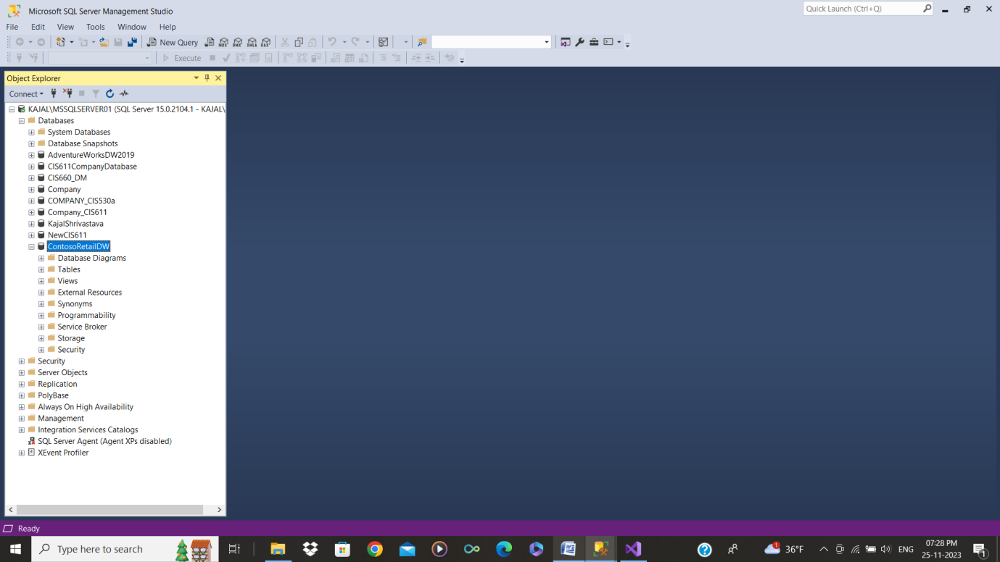 Microsoft SQL Server Management Studio
Quick Launch (Ctrl+Q)
File Edit View Tools Window Help
New Query
MDX DMX XMLA DAX
Execute
Object Explorer
Connect
KAJAL\MSSQLSERVER01 (SQL Server 15.0.2104.1 - KAJAL\
Databases
System Databases
Database Snapshots
AdventureWorksDW2019
CIS611CompanyDatabase
CIS660_DM
Company
COMPANY_CIS530a
Company_CIS611
KajalShrivastava
NewCIS611
ContosoRetailDW
Database Diagrams
Tables
Views
External Resources
Synonyms
Programmability
Service Broker
Storage
Security
Security
Server Objects
Replication
PolyBase
Always On High Availability
Management
Integration Services Catalogs
SQL Server Agent (Agent XPs disabled)
XEvent Profiler
Ready
Type here to search
1
36°F
ENG
07:28 PM
25-11-2023
1